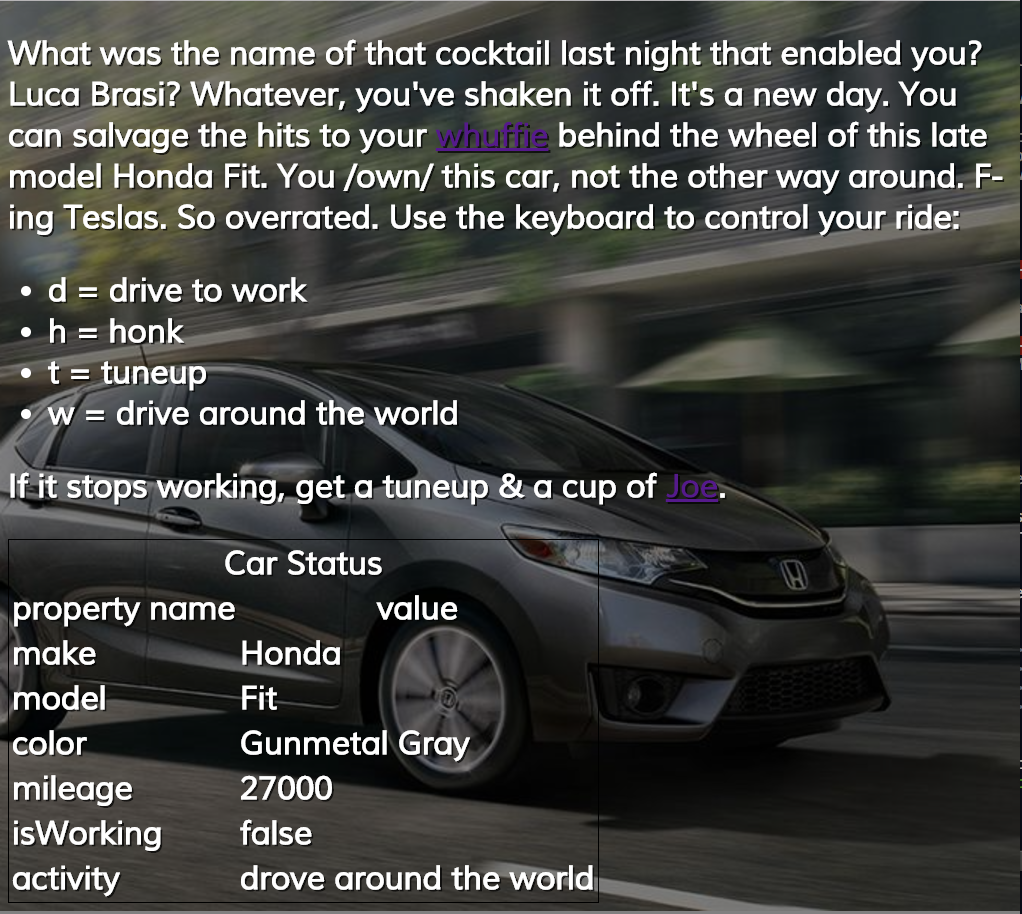 What was the name of that cocktail last night that enabled you?
Luca Brasi? Whatever, you've shaken it off. It's a new day. You
can salvage the hits to your whuffie behind the wheel of this late
model Honda Fit. You /own/ this car, not the other way around. F-
ing Teslas. So overrated. Use the keyboard to control your ride:
• d = drive to work
• h = honk
• t = tuneup
• w = drive around the world
If it stops working, get a tuneup & a cup of Joe.
Car Status
property name value
make Honda
model Fit
color Gunmetal Gray
mileage 27000
isWorking false
activity drove around the world